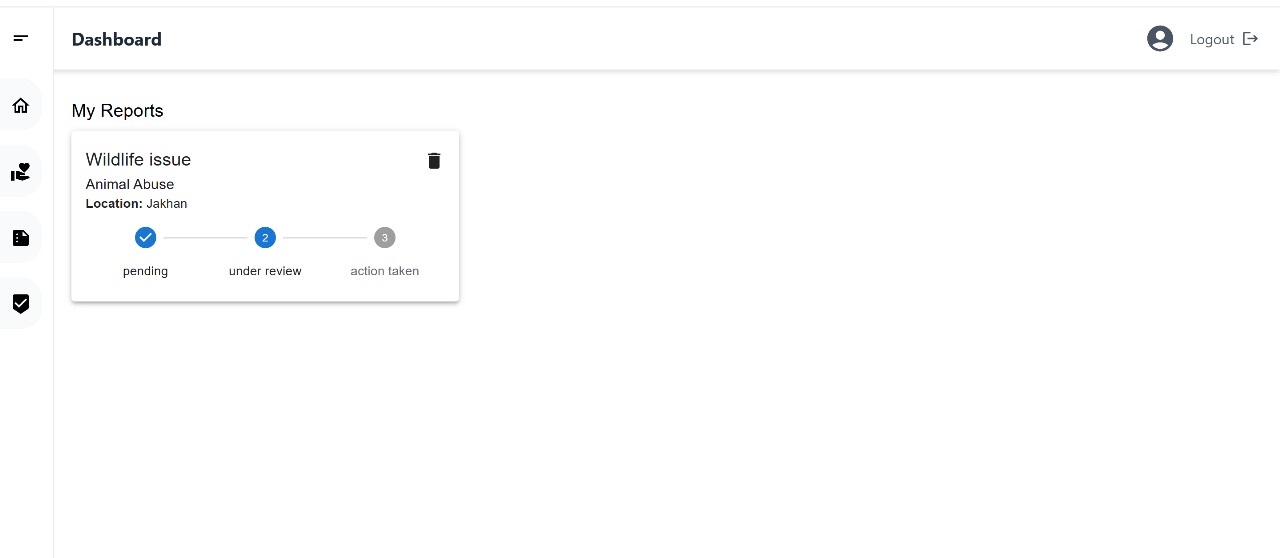 Dashboard
Logout
My Reports
Wildlife issue
Animal Abuse
Location: Jakhan
2
3
pending
under review
action taken